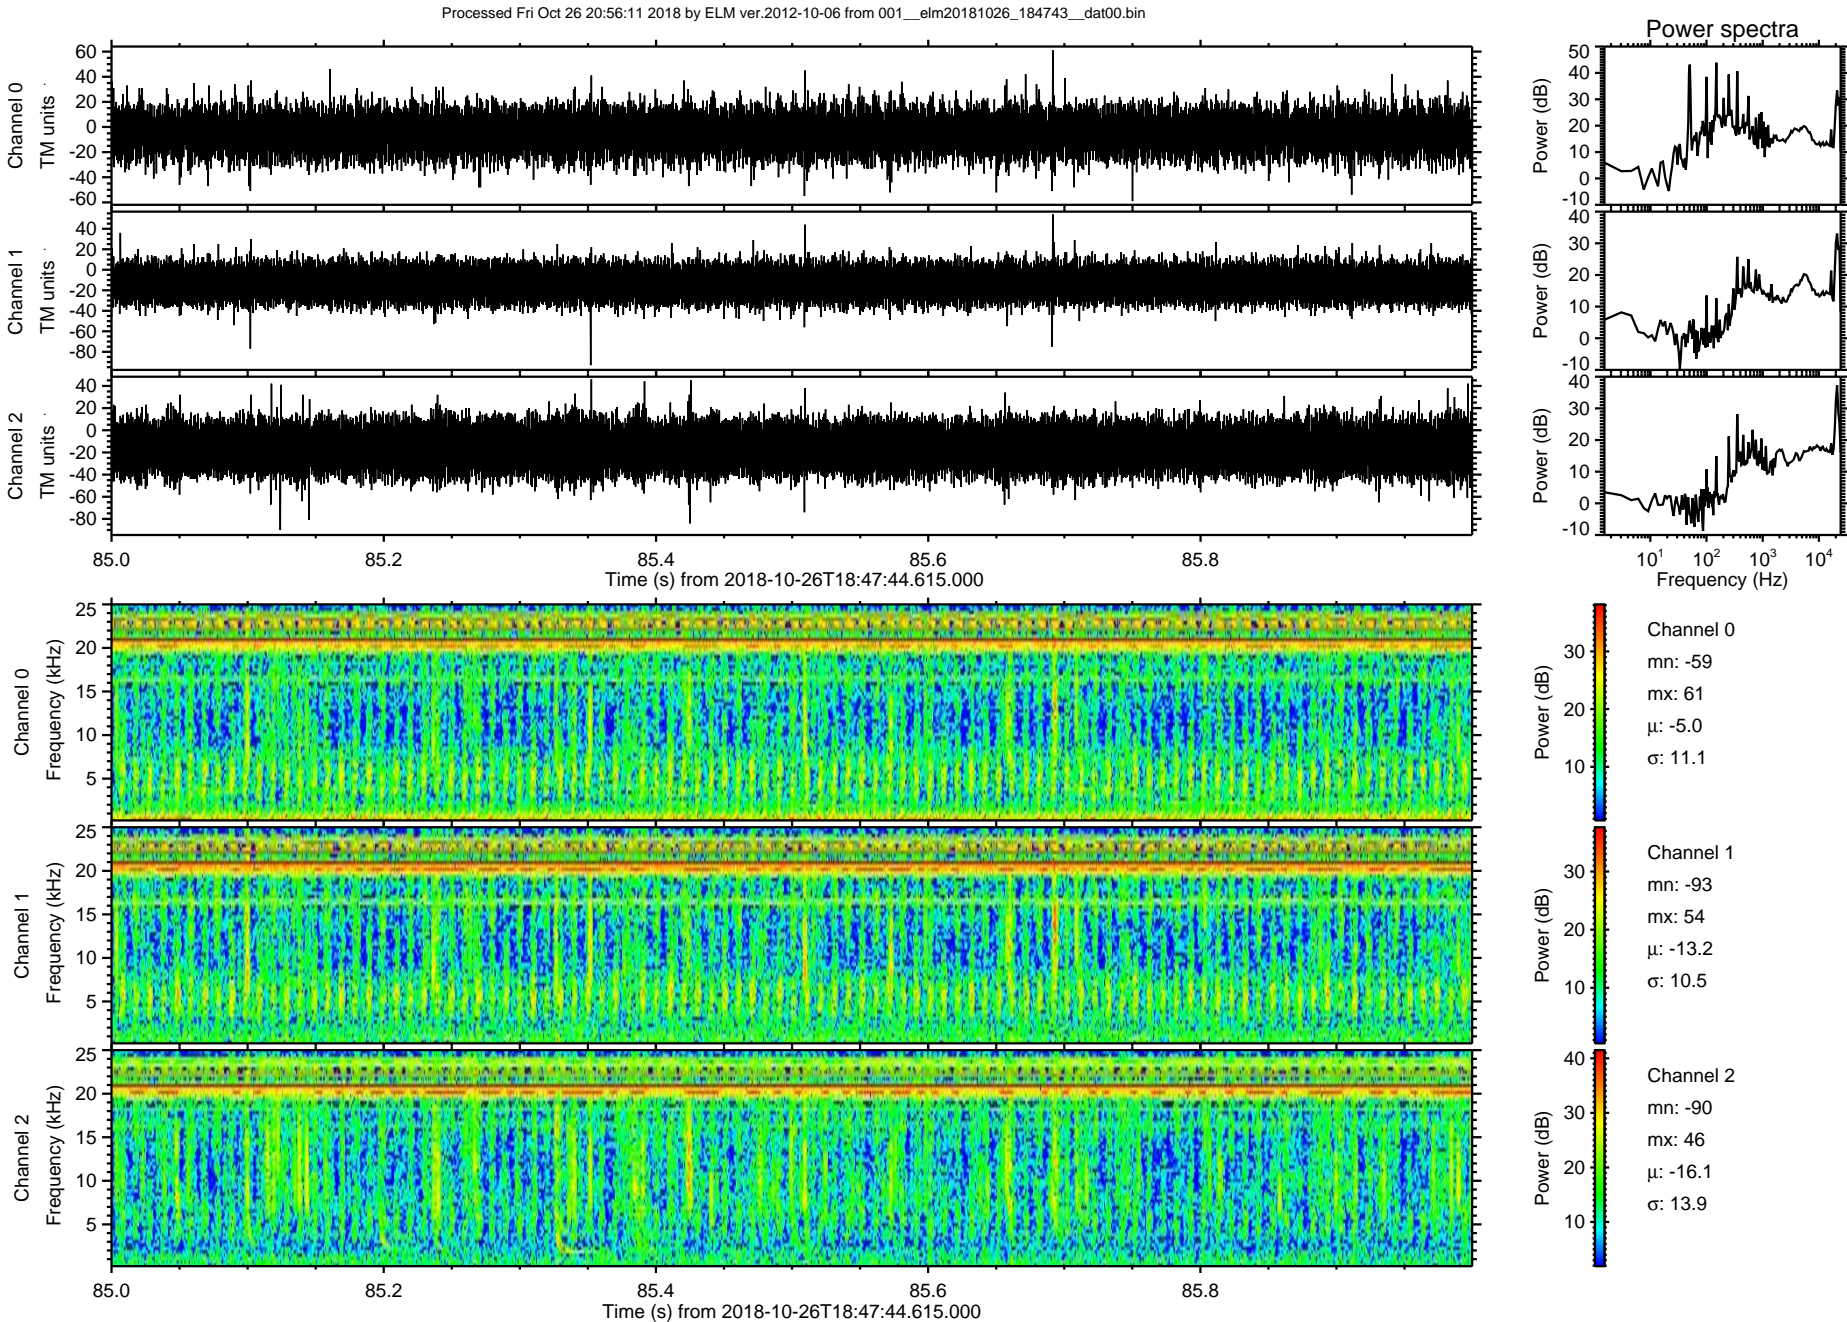 Processed Fri Oct 26 20:56:11 2018 by ELM ver.2012-10-06 from 001__elm20181026_184743__dat00.bin
Power spectra
Channel 0
TM units
60
40
20
0
-20
-40
-60
Power (dB)
50
40
30
20
10
0
-10
Channel 1
TM units
40
20
0
-20
-40
-60
-80
Power (dB)
40
30
20
10
0
-10
Channel 2
TM units
40
20
0
-20
-40
-60
-80
Power (dB)
40
30
20
10
0
-10
85.0 85.2 85.4 85.6 85.8
Time (s) from 2018-10-26T18:47:44.615.000
10^1 10^2 10^3 10^4
Frequency (Hz)
Channel 0
Frequency (kHz)
25
20
15
10
5
Power (dB)
30
20
10
Channel 0
mn: -59
mx: 61
μ: -5.0
σ: 11.1
Channel 1
Frequency (kHz)
25
20
15
10
5
Power (dB)
30
20
10
Channel 1
mn: -93
mx: 54
μ: -13.2
σ: 10.5
Channel 2
Frequency (kHz)
25
20
15
10
5
Power (dB)
40
30
20
10
Channel 2
mn: -90
mx: 46
μ: -16.1
σ: 13.9
85.0 85.2 85.4 85.6 85.8
Time (s) from 2018-10-26T18:47:44.615.000